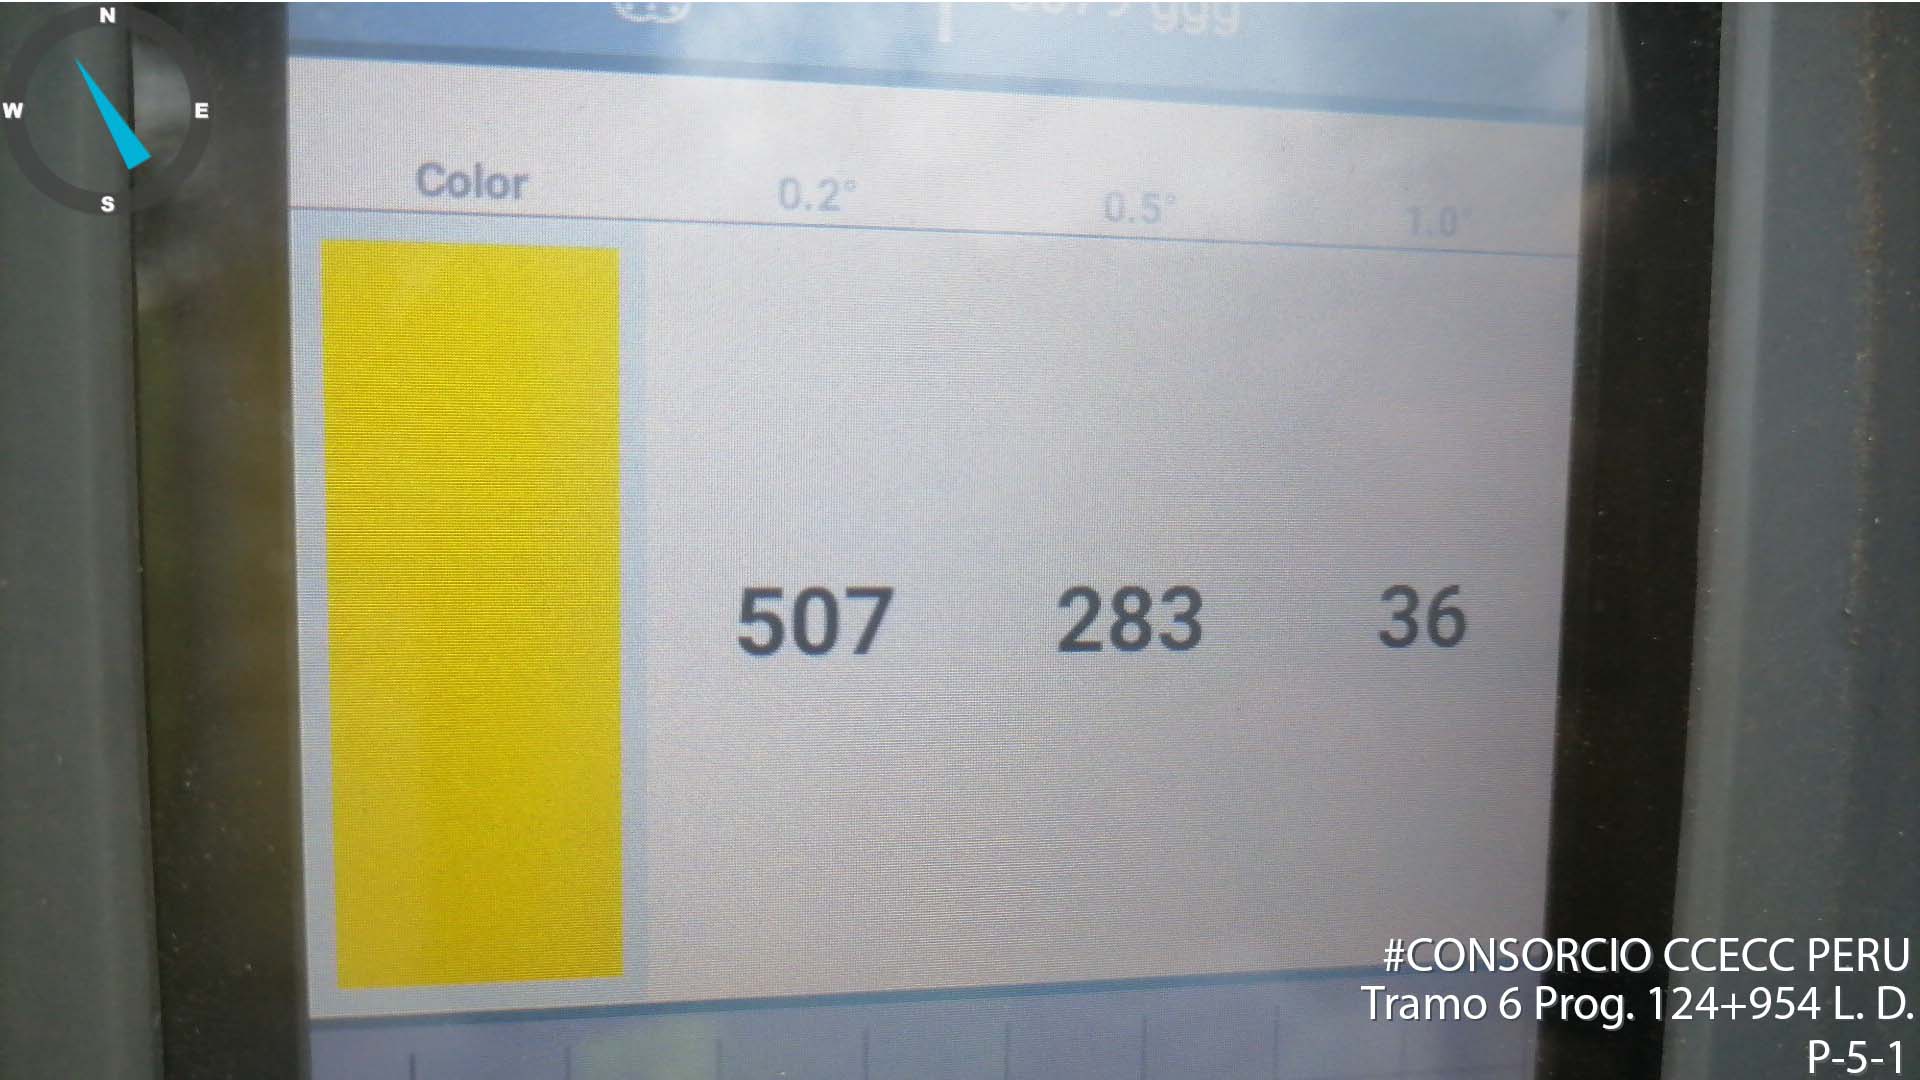 N
W E
S
Color 0.2° 0.5° 1.0°
507 283 36
#CONSORCIO CCECC PERU
Tramo 6 Prog. 124+954 L. D.
P-5-1